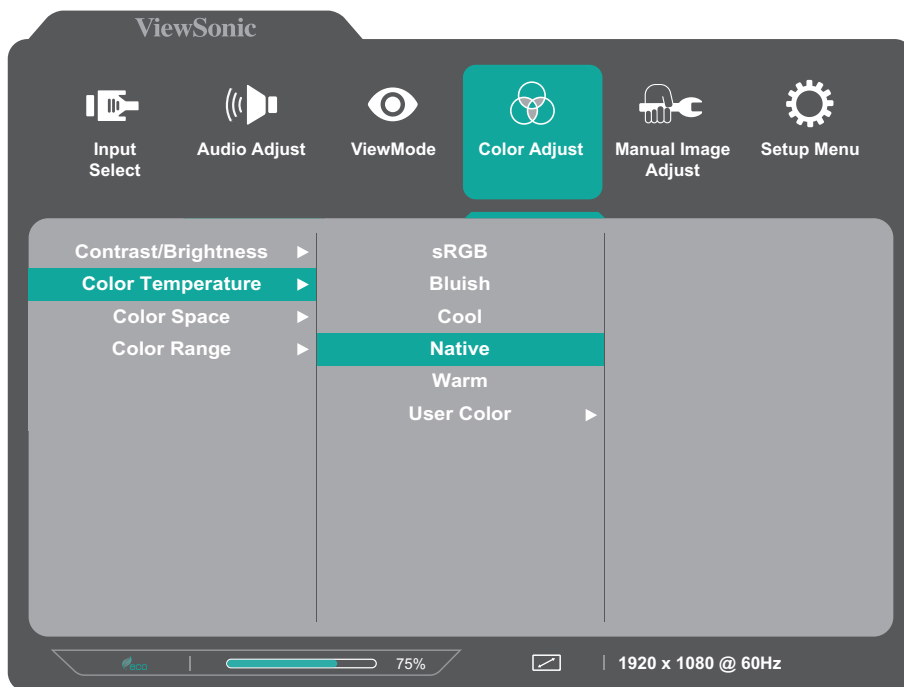 ViewSonic
Input
Select
Audio Adjust
ViewMode
Color Adjust
Manual Image
Adjust
Setup Menu
Contrast/Brightness
Color Temperature
Color Space
Color Range
sRGB
Bluish
Cool
Native
Warm
User Color
eco
75%
1920 x 1080 @ 60Hz